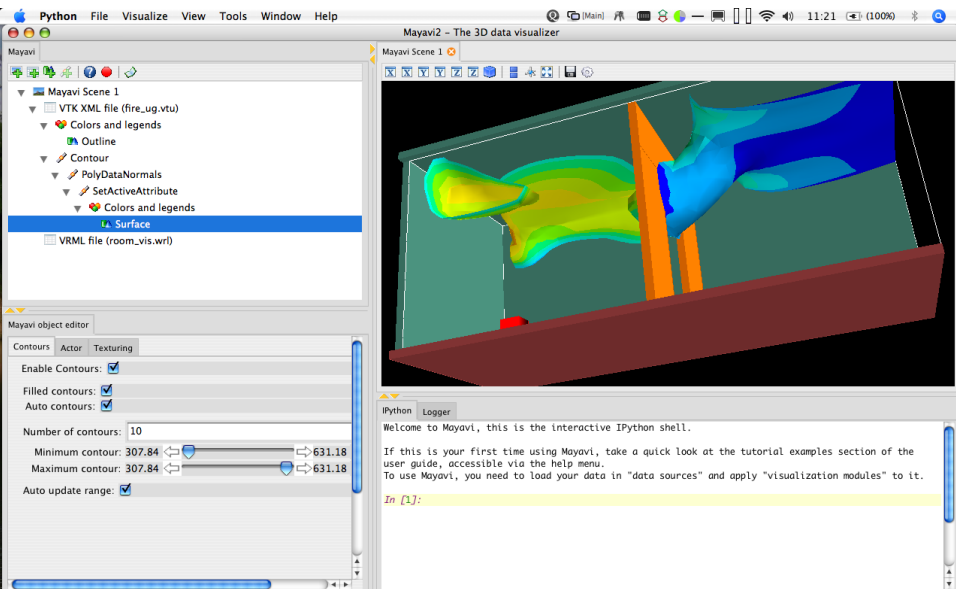 Python File Visualize View Tools Window Help
[Main] 11:21 (100%)
Mayavi2 – The 3D data visualizer
Mayavi
Mayavi Scene 1
VTK XML file (fire_ug.vtu)
Colors and legends
Outline
Contour
PolyDataNormals
SetActiveAttribute
Colors and legends
Surface
VRML file (room_vis.wrl)
Mayavi object editor
Contours Actor Texturing
Enable Contours:
Filled contours:
Auto contours:
Number of contours: 10
Minimum contour: 307.84 631.18
Maximum contour: 307.84 631.18
Auto update range:
Mayavi Scene 1
X X Y Y Z Z
IPython Logger
Welcome to Mayavi, this is the interactive IPython shell.
If this is your first time using Mayavi, take a quick look at the tutorial examples section of the
user guide, accessible via the help menu.
To use Mayavi, you need to load your data in "data sources" and apply "visualization modules" to it.
In [1]: